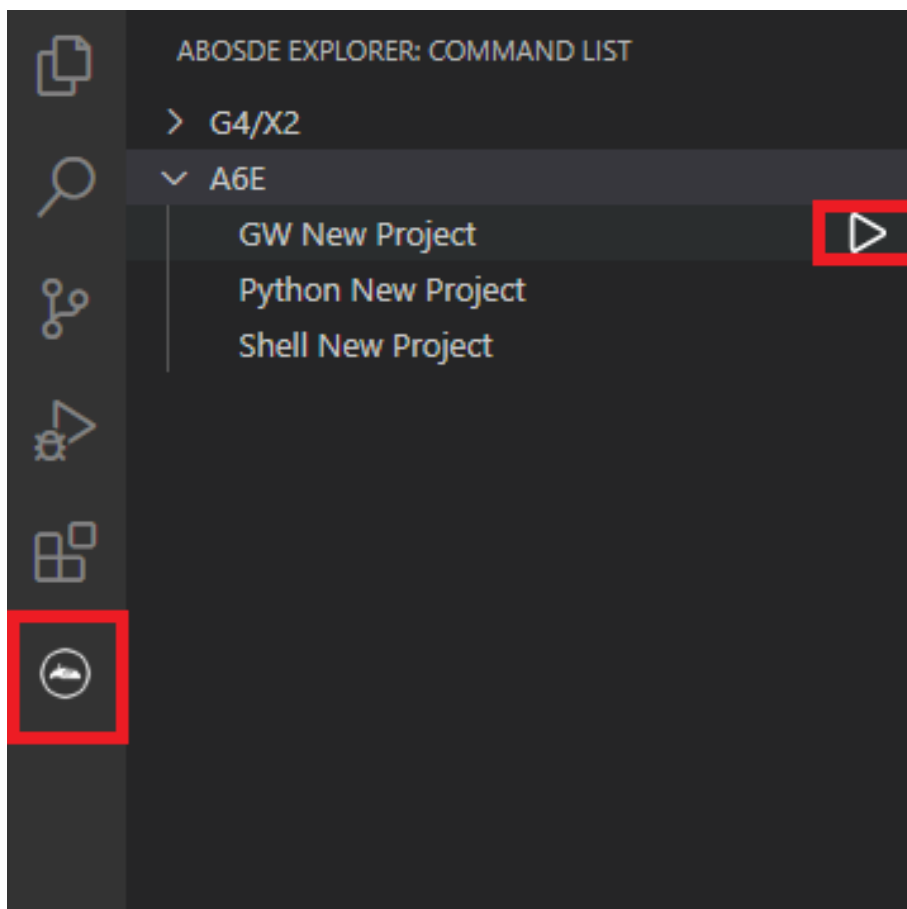 ABOSDE EXPLORER: COMMAND LIST
G4/X2
A6E
GW New Project
Python New Project
Shell New Project